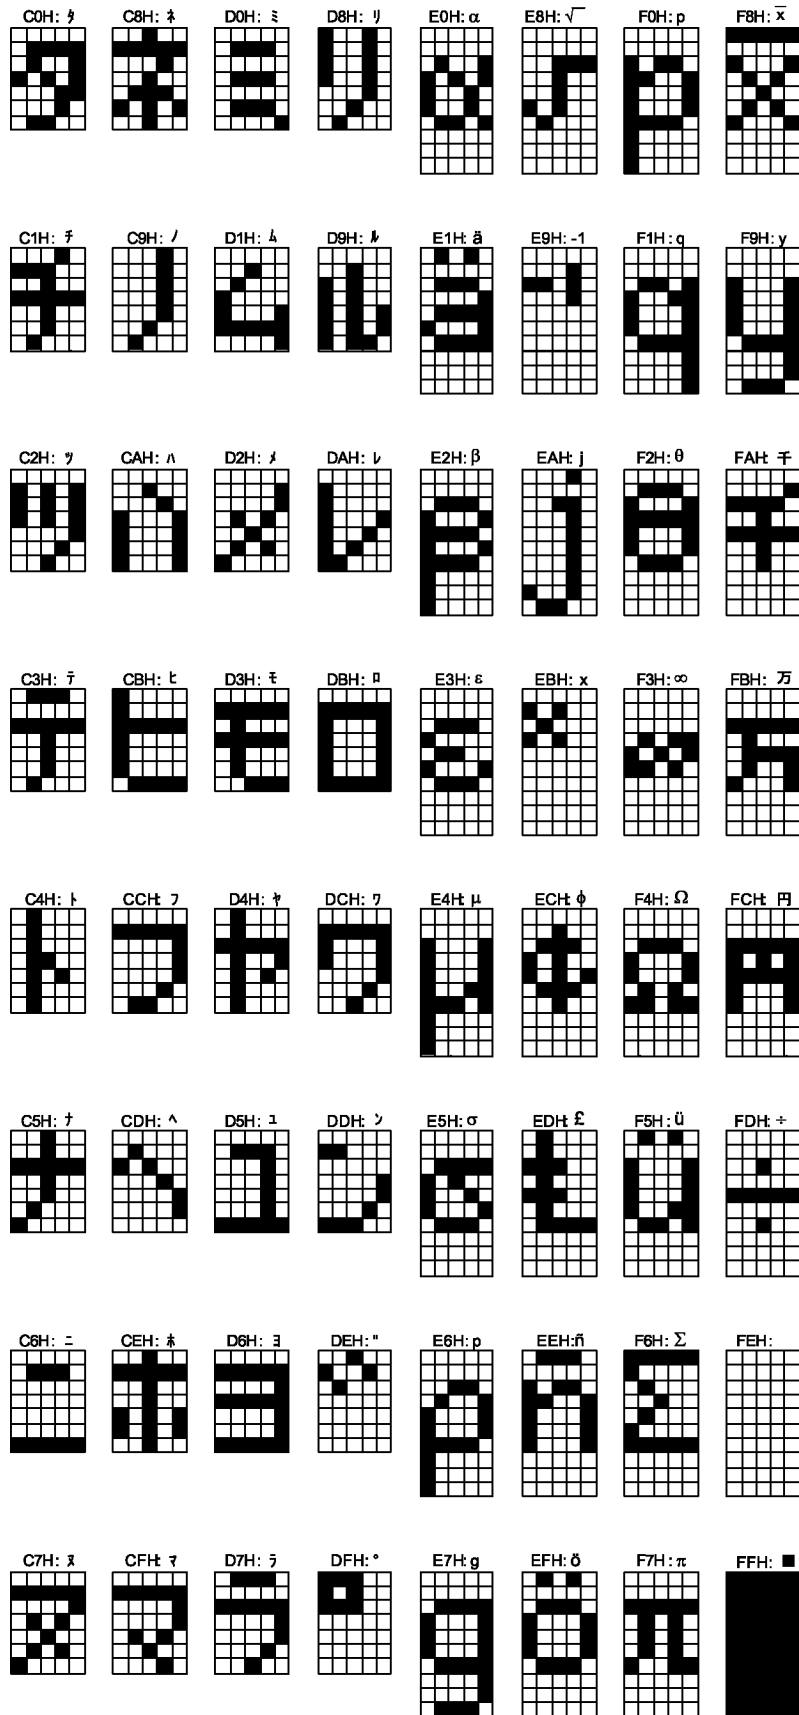 C0H: ﾀ C8H: ﾈ D0H: ﾐ D8H: ﾘ E0H: α E8H: √ F0H: p F8H: x̄
C1H: ﾁ C9H: ﾉ D1H: ﾑ D9H: ﾙ E1H: ä E9H: -1 F1H: q F9H: y
C2H: ﾂ CAH: ﾊ D2H: ﾒ DAH: ﾚ E2H: β EAH: j F2H: θ FAH: 千
C3H: ﾃ CBH: ﾋ D3H: ﾓ DBH: ﾛ E3H: ε EBH: x F3H: ∞ FBH: 万
C4H: ﾄ CCH: ﾌ D4H: ﾔ DCH: ﾜ E4H: μ ECH: ϕ F4H: Ω FCH: 円
C5H: ﾅ CDH: ﾍ D5H: ﾕ DDH: ﾝ E5H: σ EDH: £ F5H: ü FDH: ÷
C6H: ﾆ CEH: ﾎ D6H: ﾖ DEH: " E6H: p EEH: ñ F6H: Σ FEH:
C7H: ﾇ CFH: ﾏ D7H: ﾗ DFH: ° E7H: g EFH: ö F7H: π FFH: ■